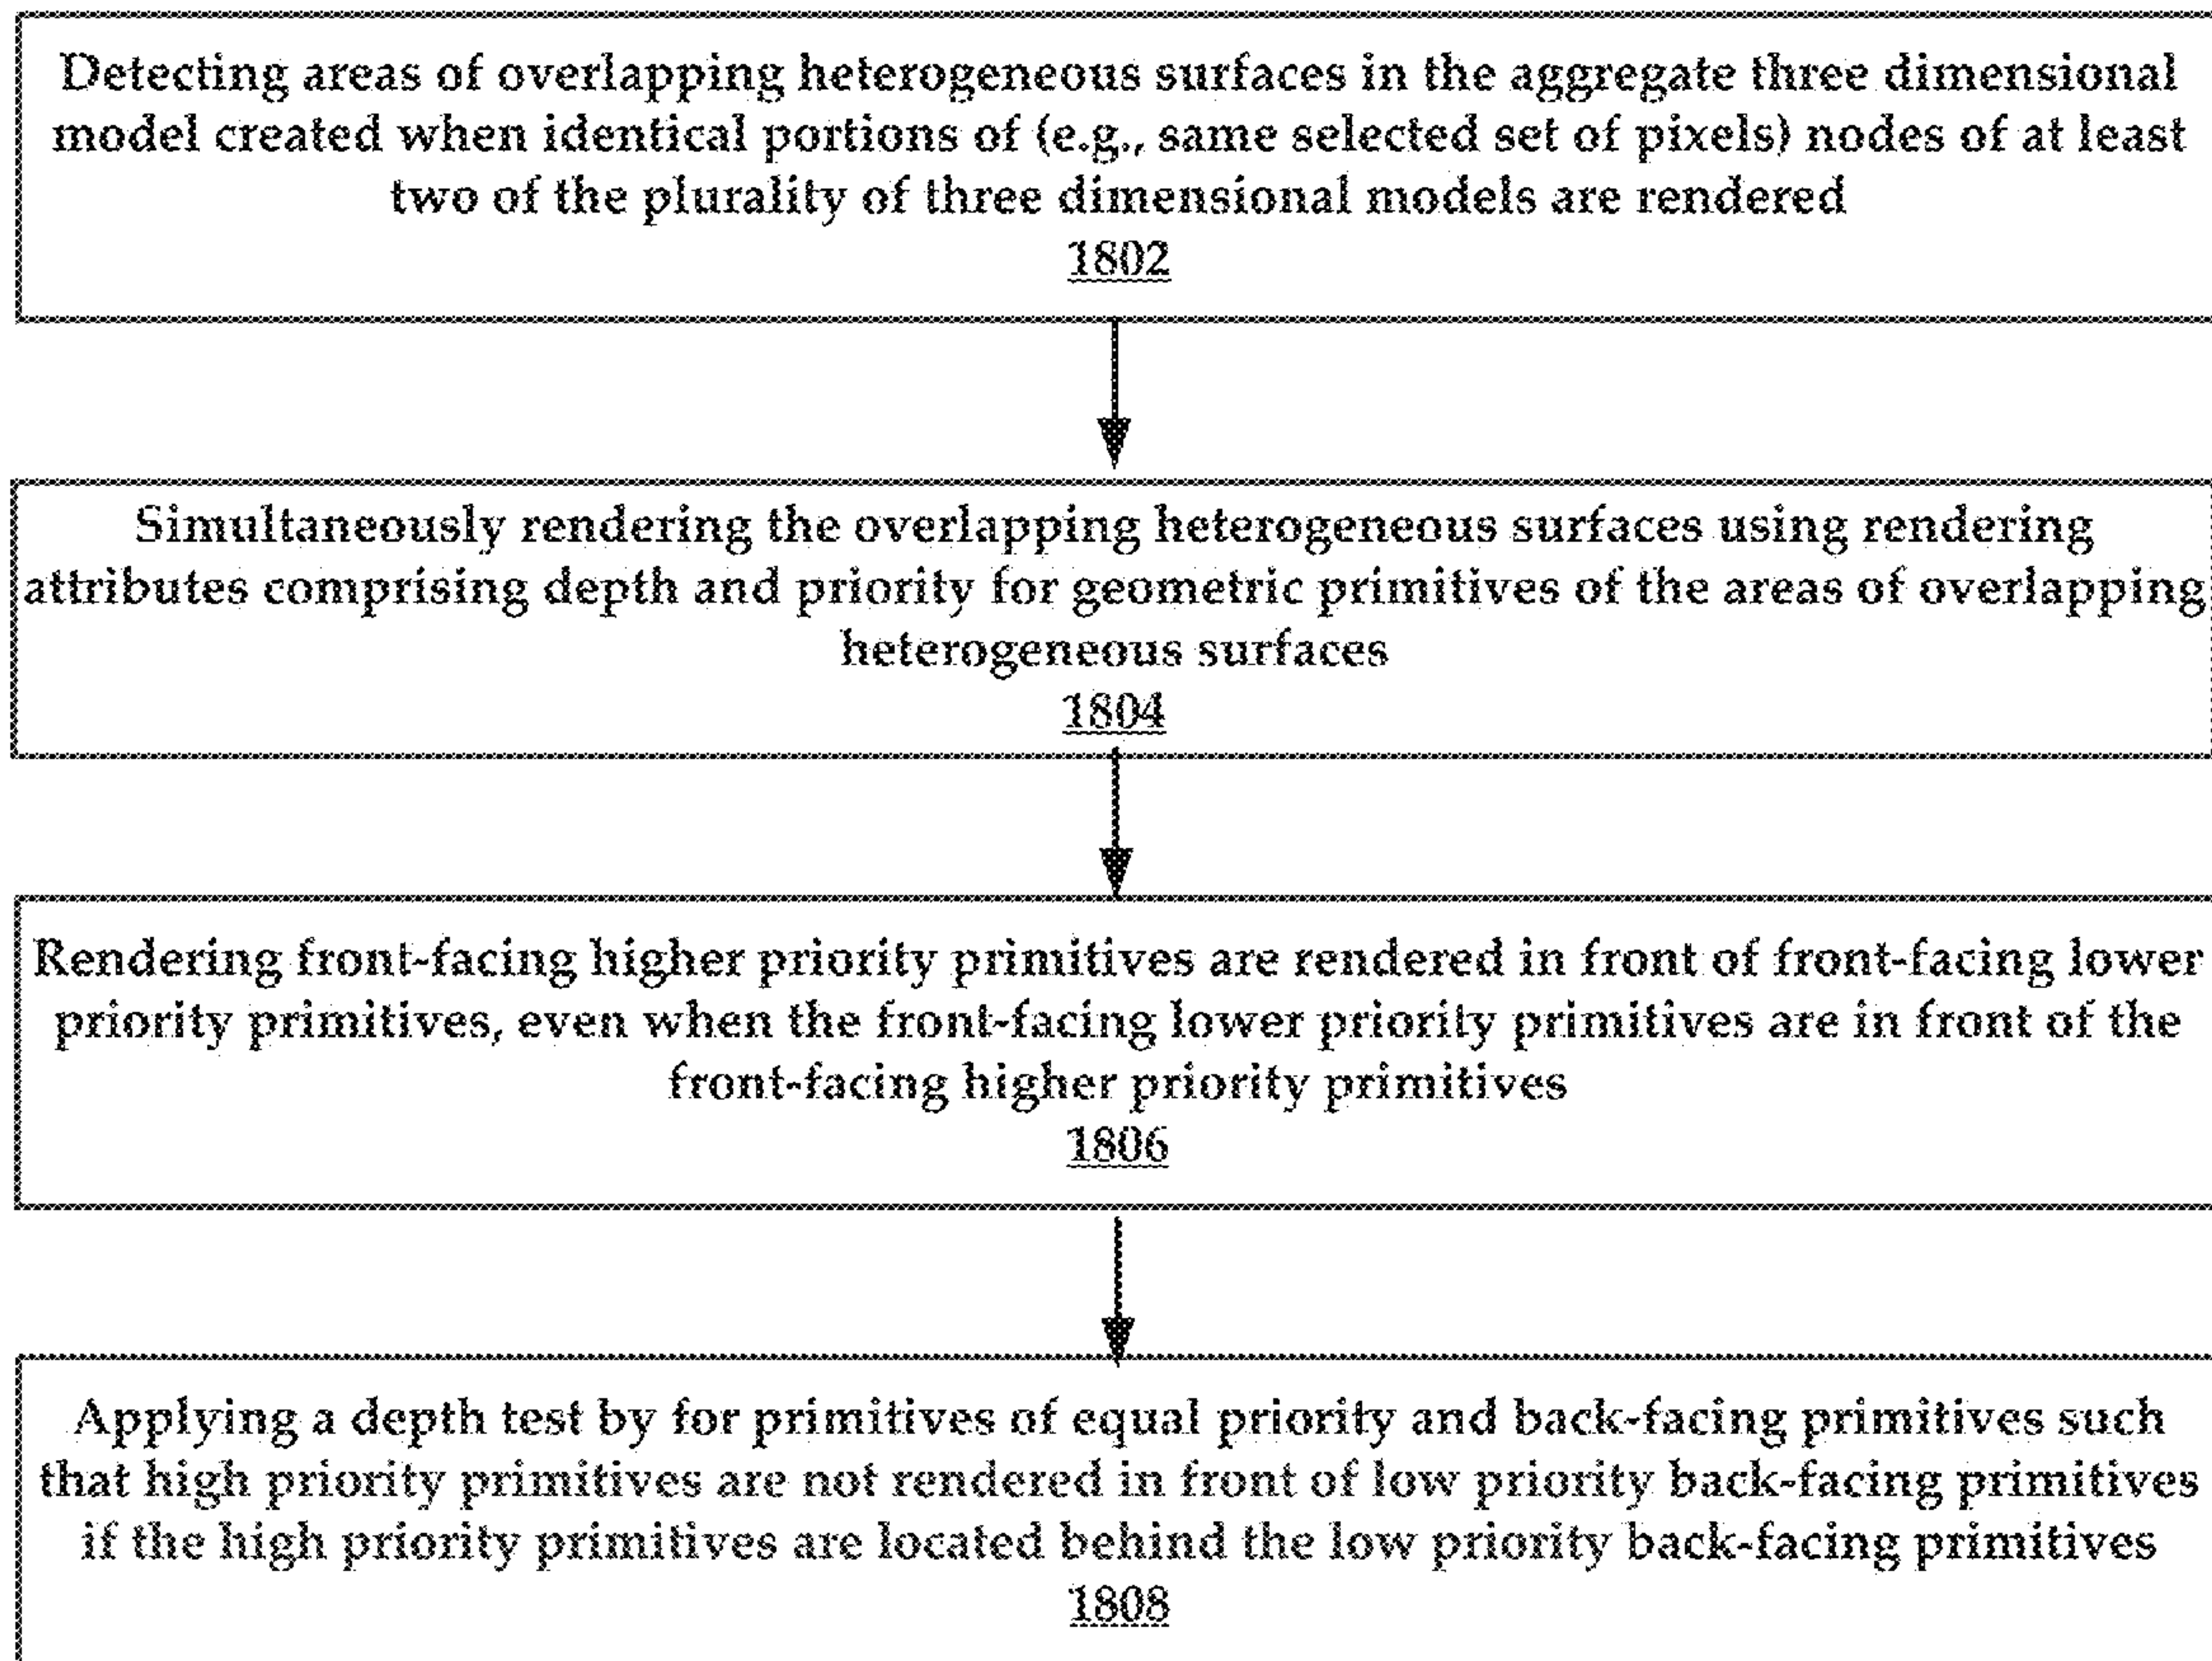 Detecting areas of overlapping heterogeneous surfaces in the aggregate three dimensional
model created when identical portions of (e.g., same selected set of pixels) nodes of at least
two of the plurality of three dimensional models are rendered
1802
Simultaneously rendering the overlapping heterogeneous surfaces using rendering
attributes comprising depth and priority for geometric primitives of the areas of overlapping
heterogeneous surfaces
1804
Rendering front-facing higher priority primitives are rendered in front of front-facing lower
priority primitives, even when the front-facing lower priority primitives are in front of the
front-facing higher priority primitives
1806
Applying a depth test by for primitives of equal priority and back-facing primitives such
that high priority primitives are not rendered in front of low priority back-facing primitives
if the high priority primitives are located behind the low priority back-facing primitives
1808